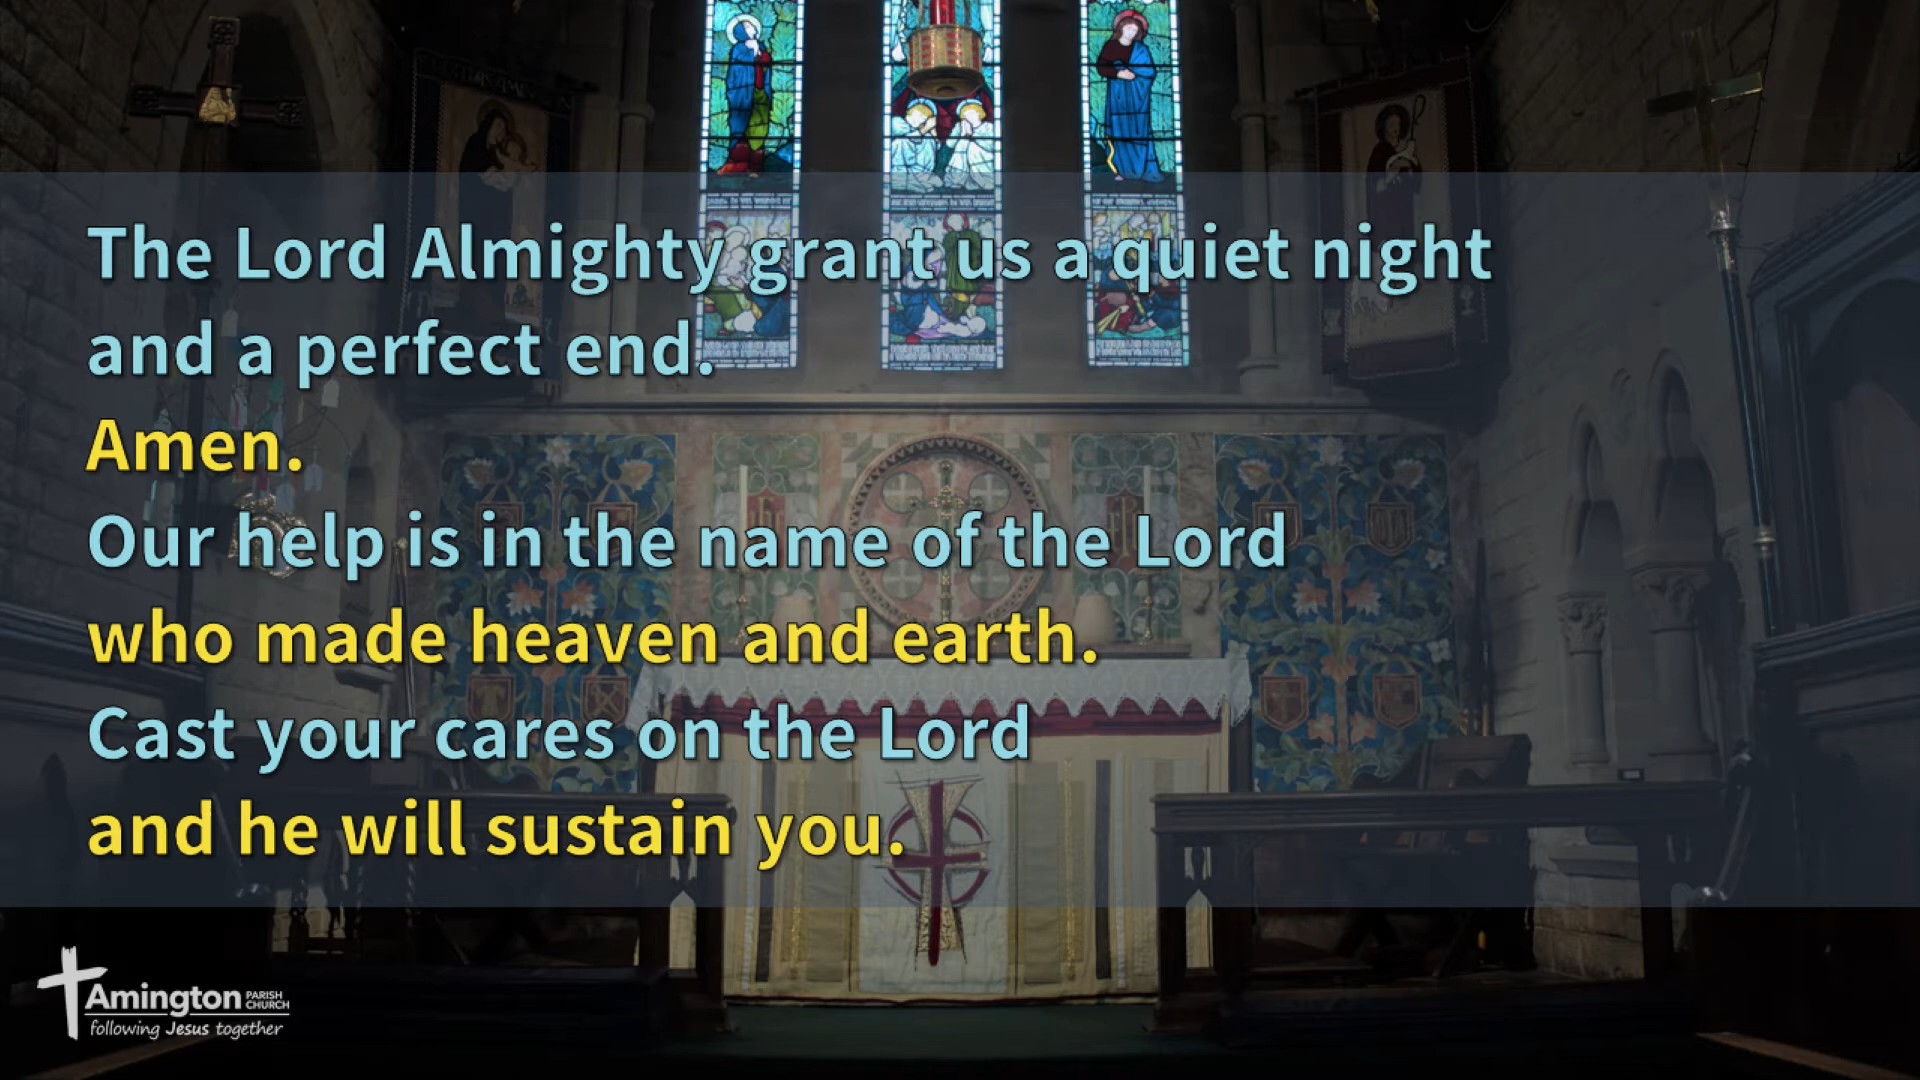 The Lord Almighty grant us a quiet night
and a perfect end.
Amen.
Our help is in the name of the Lord
who made heaven and earth.
Cast your cares on the Lord
and he will sustain you.
Amington PARISH CHURCH
following Jesus together